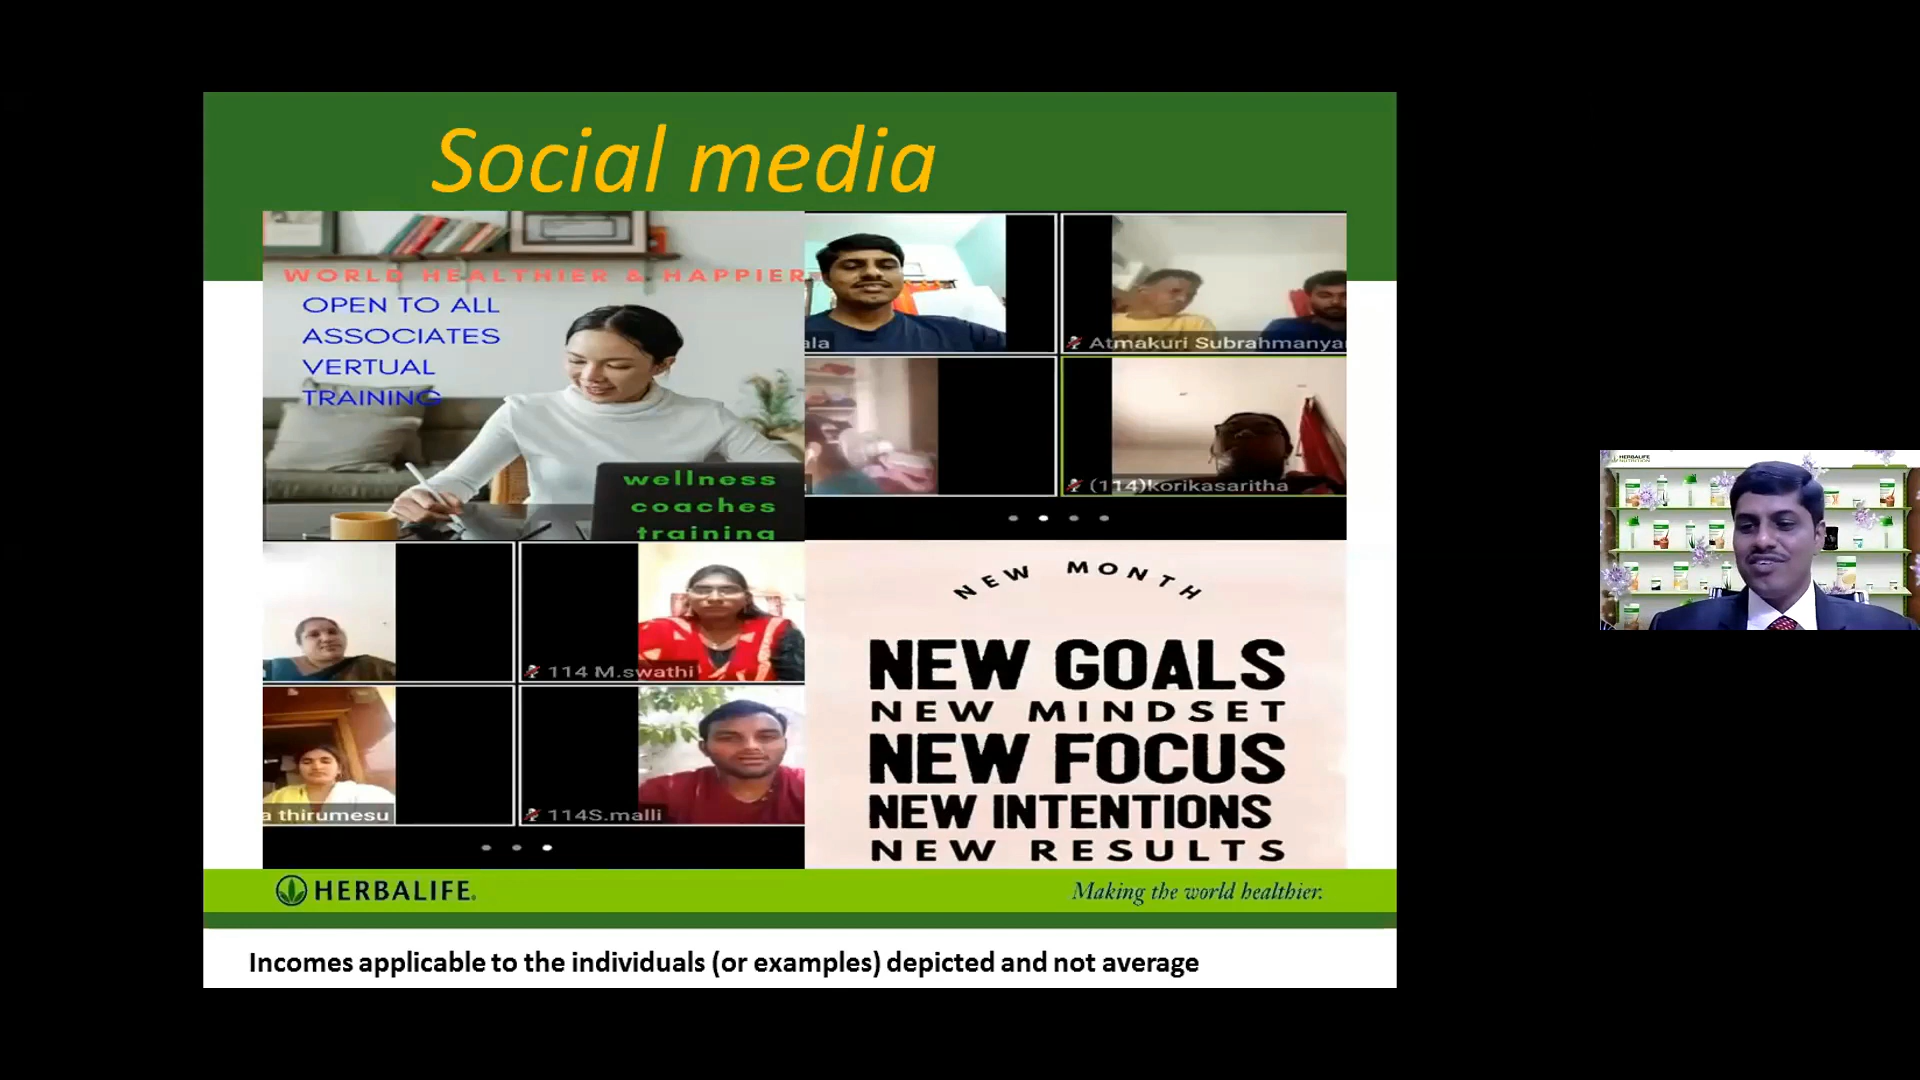 Social media
WORLD HEALTHIER & HAPPIER
OPEN TO ALL
ASSOCIATES
VERTUAL
TRAINING
wellness
coaches
training
ala
Atmakuri Subrahmanya
(114)korikasaritha
114 M.swathi
a thirumesu
114S.malli
NEW MONTH
NEW GOALS
NEW MINDSET
NEW FOCUS
NEW INTENTIONS
NEW RESULTS
HERBALIFE
Making the world healthier.
Incomes applicable to the individuals (or examples) depicted and not average
HERBALIFE
NUTRITION